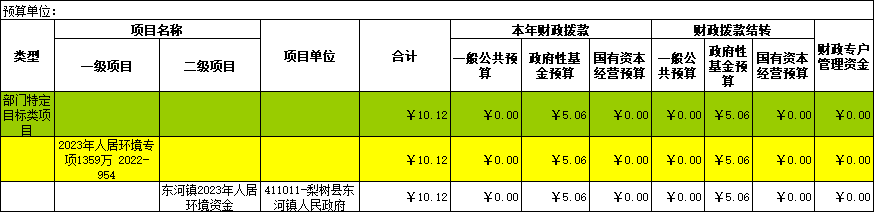 预算单位:
类型 项目名称 项目单位 合计 本年财政拨款 财政拨款结转 财政专户管理资金
一级项目 二级项目 一般公共预算 政府性基金预算 国有资本经营预算 一般公共预算 政府性基金预算 国有资本经营预算
部门特定目标类项目 ￥10.12 ￥0.00 ￥5.06 ￥0.00 ￥0.00 ￥5.06 ￥0.00 ￥0.00
2023年人居环境专项1359万 2022-954 ￥10.12 ￥0.00 ￥5.06 ￥0.00 ￥0.00 ￥5.06 ￥0.00 ￥0.00
东河镇2023年人居环境资金 411011-梨树县东河镇人民政府 ￥10.12 ￥0.00 ￥5.06 ￥0.00 ￥0.00 ￥5.06 ￥0.00 ￥0.00